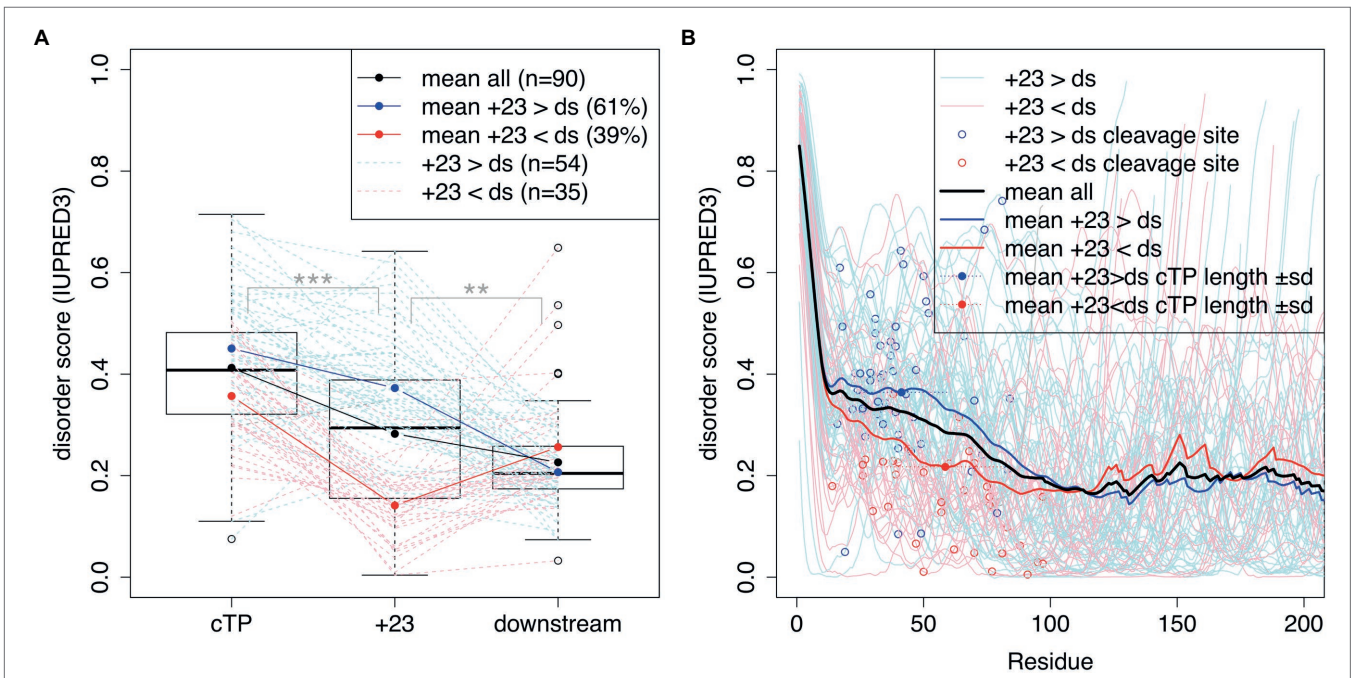 A
disorder score (IUPRED3)
1.0
0.8
0.6
0.4
0.2
0.0
mean all (n=90)
mean +23 > ds (61%)
mean +23 < ds (39%)
+23 > ds (n=54)
+23 < ds (n=35)
***
**
cTP
+23
downstream
B
disorder score (IUPRED3)
1.0
0.8
0.6
0.4
0.2
0.0
+23 > ds
+23 < ds
+23 > ds cleavage site
+23 < ds cleavage site
mean all
mean +23 > ds
mean +23 < ds
mean +23>ds cTP length ±sd
mean +23<ds cTP length ±sd
0
50
100
150
200
Residue